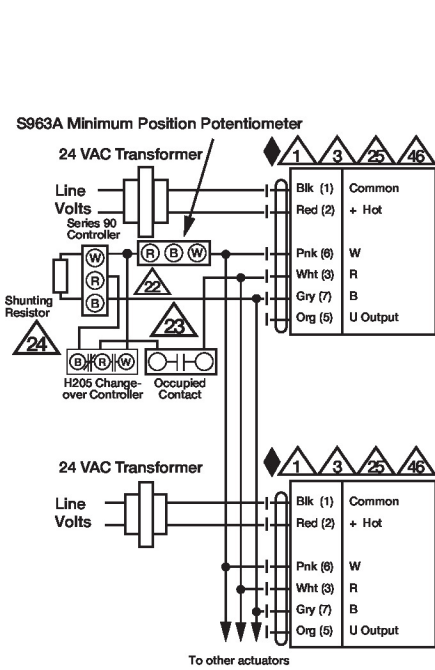 S963A Minimum Position Potentiometer
24 VAC Transformer
1 3 25 46
Line
Volts
Blk (1) Common
Red (2) + Hot
Series 90
Controller
W
R
B
R B W
Pnk (6) W
Wht (3) R
Gry (7) B
Org (5) U Output
22
23
Shunting
Resistor
24
B R W
H205 Change-
over Controller
Occupied
Contact
24 VAC Transformer
1 3 25 46
Line
Volts
Blk (1) Common
Red (2) + Hot
Pnk (6) W
Wht (3) R
Gry (7) B
Org (5) U Output
To other actuators